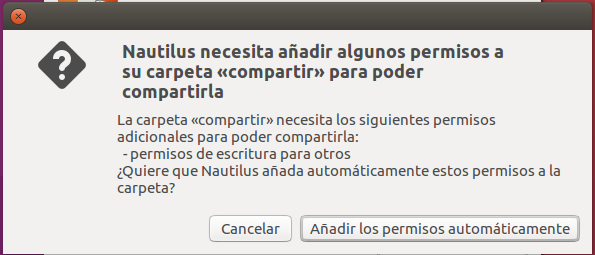 Nautilus necesita añadir algunos permisos a
su carpeta «compartir» para poder
compartirla
La carpeta «compartir» necesita los siguientes permisos
adicionales para poder compartirla:
- permisos de escritura para otros
¿Quiere que Nautilus añada automáticamente estos permisos a la
carpeta?
Cancelar
Añadir los permisos automáticamente